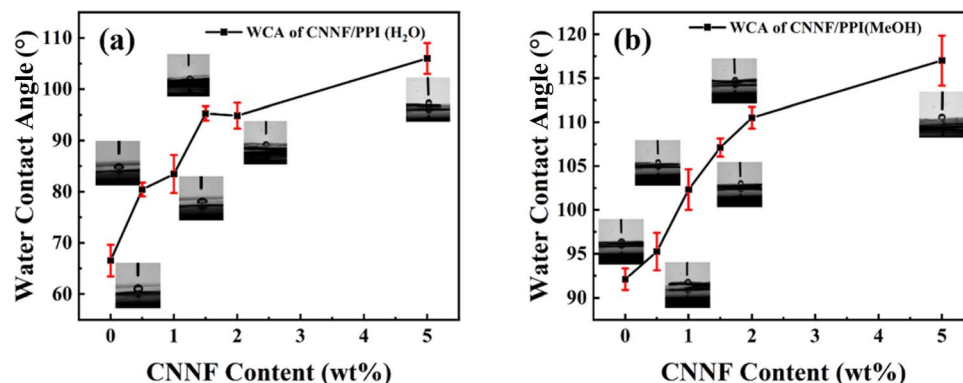 (a)
WCA of CNNF/PPI (H₂O)
Water Contact Angle (°)
110
100
90
80
70
60
0 1 2 3 4 5
CNNF Content (wt%)
(b)
WCA of CNNF/PPI(MeOH)
Water Contact Angle (°)
120
115
110
105
100
95
90
0 1 2 3 4 5
CNNF Content (wt%)